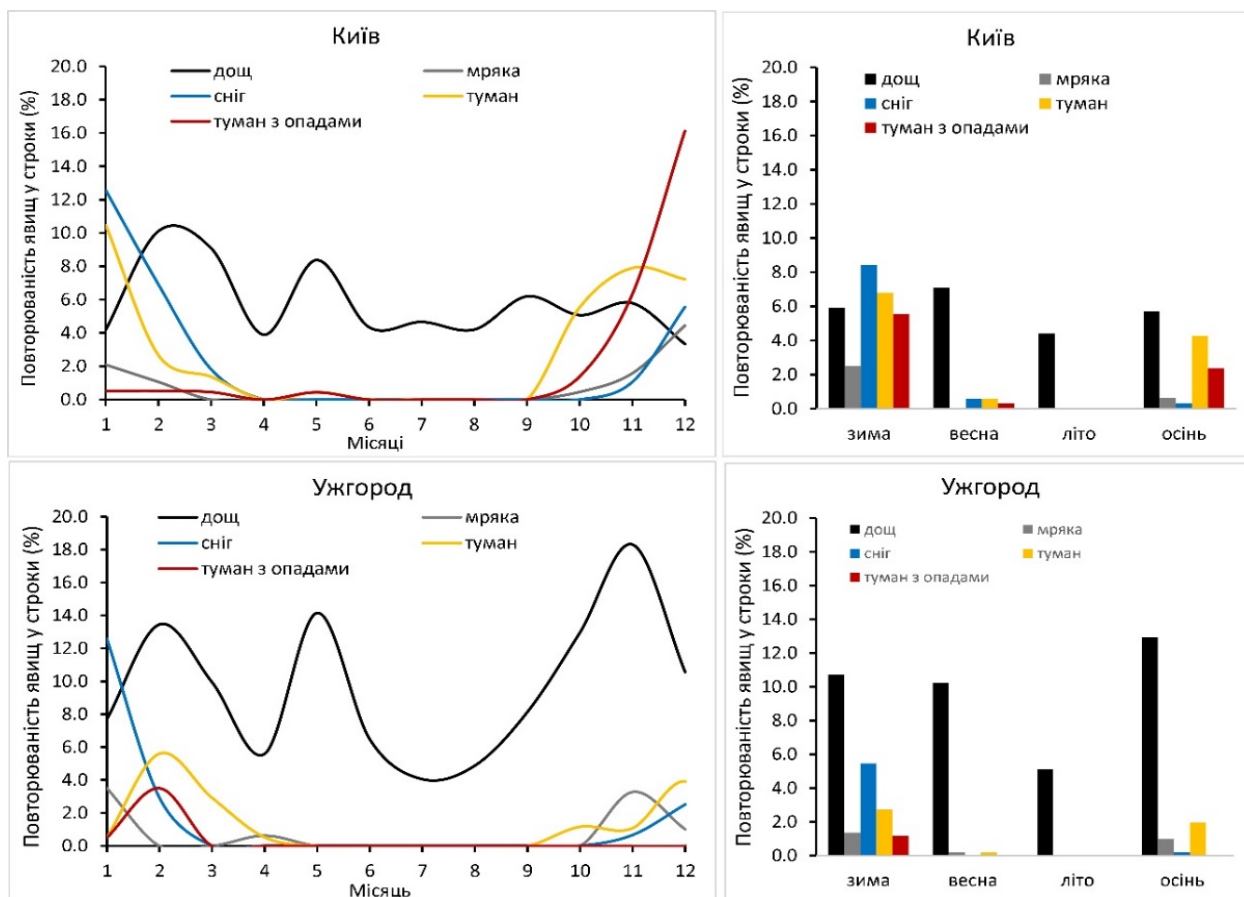 Київ
дощ мряка
сніг туман
туман з опадами
Повторюваність явищ у строки (%)
20.0
18.0
16.0
14.0
12.0
10.0
8.0
6.0
4.0
2.0
0.0
1 2 3 4 5 6 7 8 9 10 11 12
Місяці
Київ
дощ мряка
сніг туман
туман з опадами
Повторюваність явищ у строки (%)
20.0
18.0
16.0
14.0
12.0
10.0
8.0
6.0
4.0
2.0
0.0
зима весна літо осінь
Ужгород
дощ мряка
сніг туман
туман з опадами
Повторюваність явищ у строки (%)
20.0
18.0
16.0
14.0
12.0
10.0
8.0
6.0
4.0
2.0
0.0
1 2 3 4 5 6 7 8 9 10 11 12
Місяць
Ужгород
дощ мряка
сніг туман
туман з опадами
Повторюваність явищ у строки (%)
20.0
18.0
16.0
14.0
12.0
10.0
8.0
6.0
4.0
2.0
0.0
зима весна літо осінь